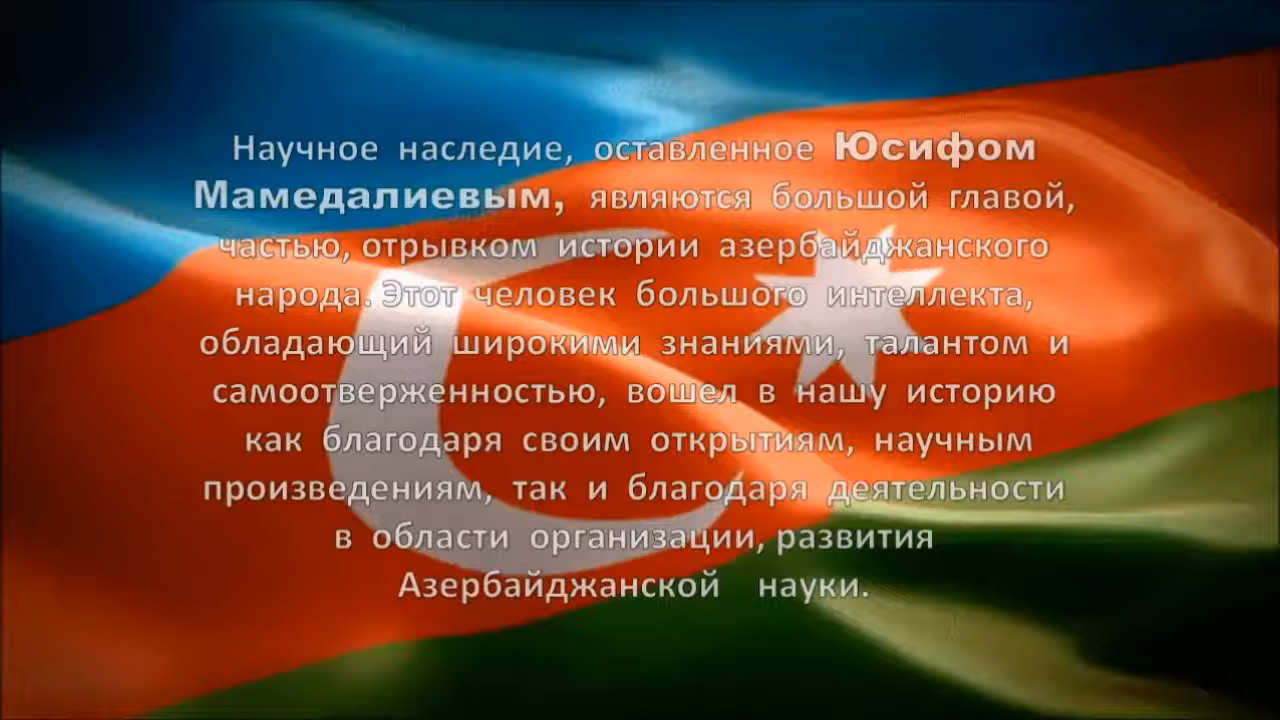 Научное наследие, оставленное Юсифом
Мамедалиевым, являются большой главой,
частью, отрывком истории азербайджанского
народа. Этот человек большого интеллекта,
обладающий широкими знаниями, талантом и
самоотверженностью, вошел в нашу историю
как благодаря своим открытиям, научным
произведениям, так и благодаря деятельности
в области организации, развития
Азербайджанской науки.